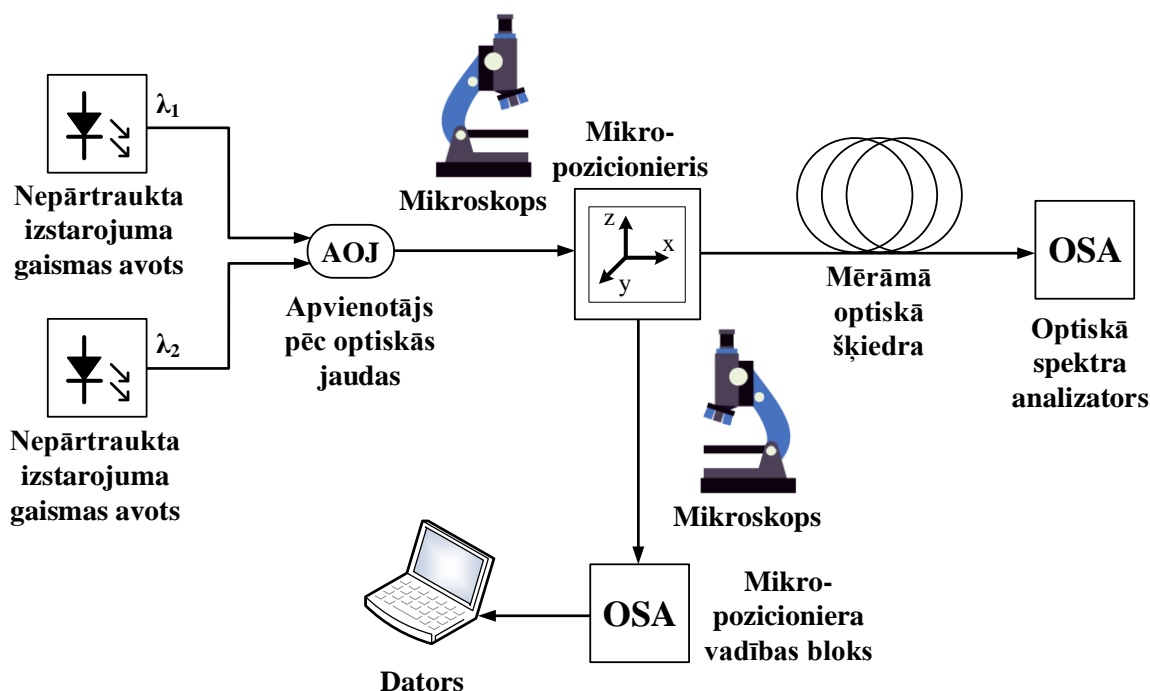 λ1
Nepārtraukta
izstarojuma
gaismas avots
λ2
Nepārtraukta
izstarojuma
gaismas avots
AOJ
Apvienotājs
pēc optiskās
jaudas
Mikroskops
Mikro-
pozicionieris
z
x
y
Mērāmā
optiskā
šķiedra
OSA
Optiskā
spektra
analizators
Mikroskops
OSA
Mikro-
pozicioniera
vadības bloks
Dators